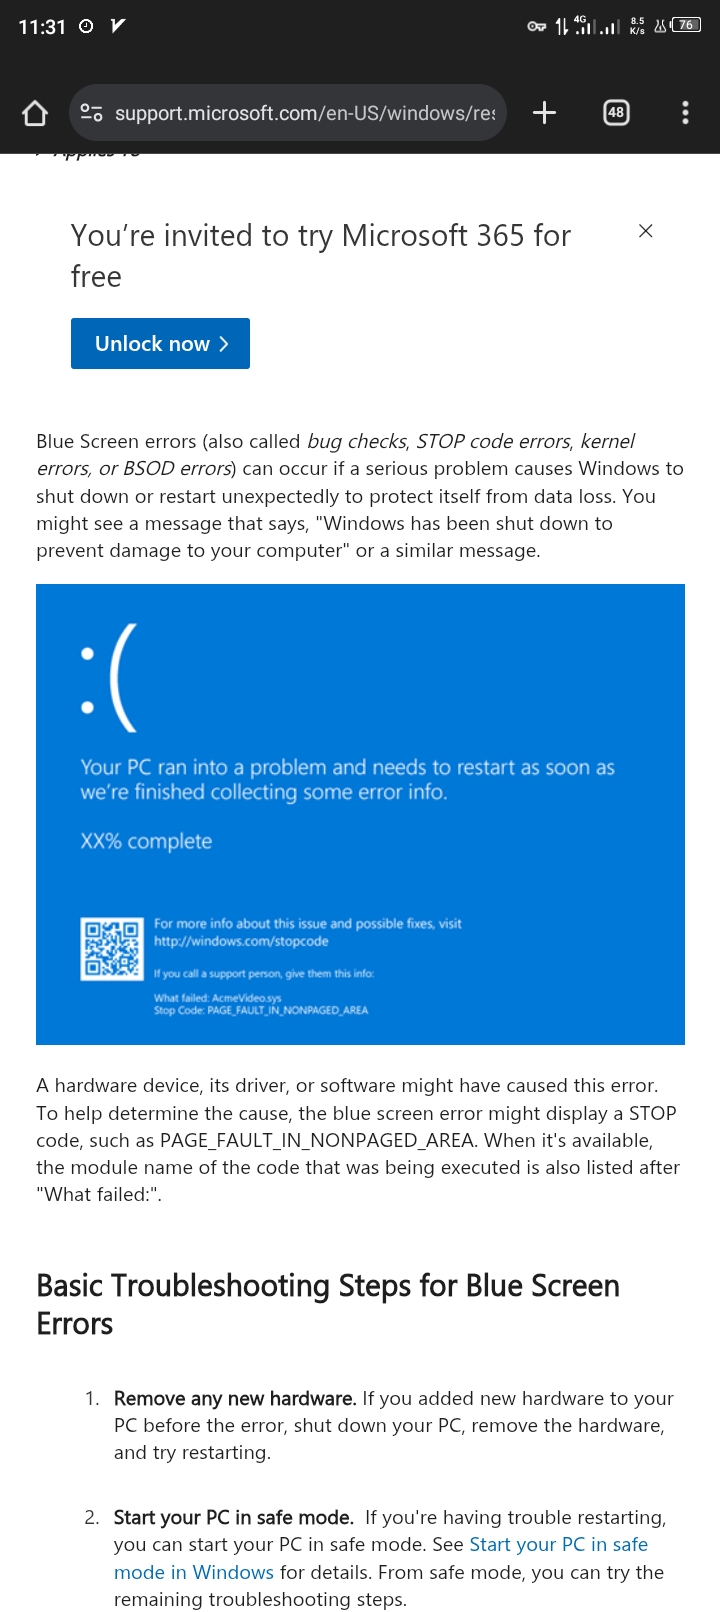 11:31
4G
8.5
K/s
76
support.microsoft.com/en-US/windows/res
48
You're invited to try Microsoft 365 for
free
Unlock now
Blue Screen errors (also called bug checks, STOP code errors, kernel
errors, or BSOD errors) can occur if a serious problem causes Windows to
shut down or restart unexpectedly to protect itself from data loss. You
might see a message that says, "Windows has been shut down to
prevent damage to your computer" or a similar message.
:(
Your PC ran into a problem and needs to restart as soon as
we're finished collecting some error info.
XX% complete
For more info about this issue and possible fixes, visit
http://windows.com/stopcode
If you call a support person, give them this info:
What failed: AcmeVideo.sys
Stop Code: PAGE_FAULT_IN_NONPAGED_AREA
A hardware device, its driver, or software might have caused this error.
To help determine the cause, the blue screen error might display a STOP
code, such as PAGE_FAULT_IN_NONPAGED_AREA. When it's available,
the module name of the code that was being executed is also listed after
"What failed:".
Basic Troubleshooting Steps for Blue Screen
Errors
1. Remove any new hardware. If you added new hardware to your
PC before the error, shut down your PC, remove the hardware,
and try restarting.
2. Start your PC in safe mode. If you're having trouble restarting,
you can start your PC in safe mode. See Start your PC in safe
mode in Windows for details. From safe mode, you can try the
remaining troubleshooting steps.